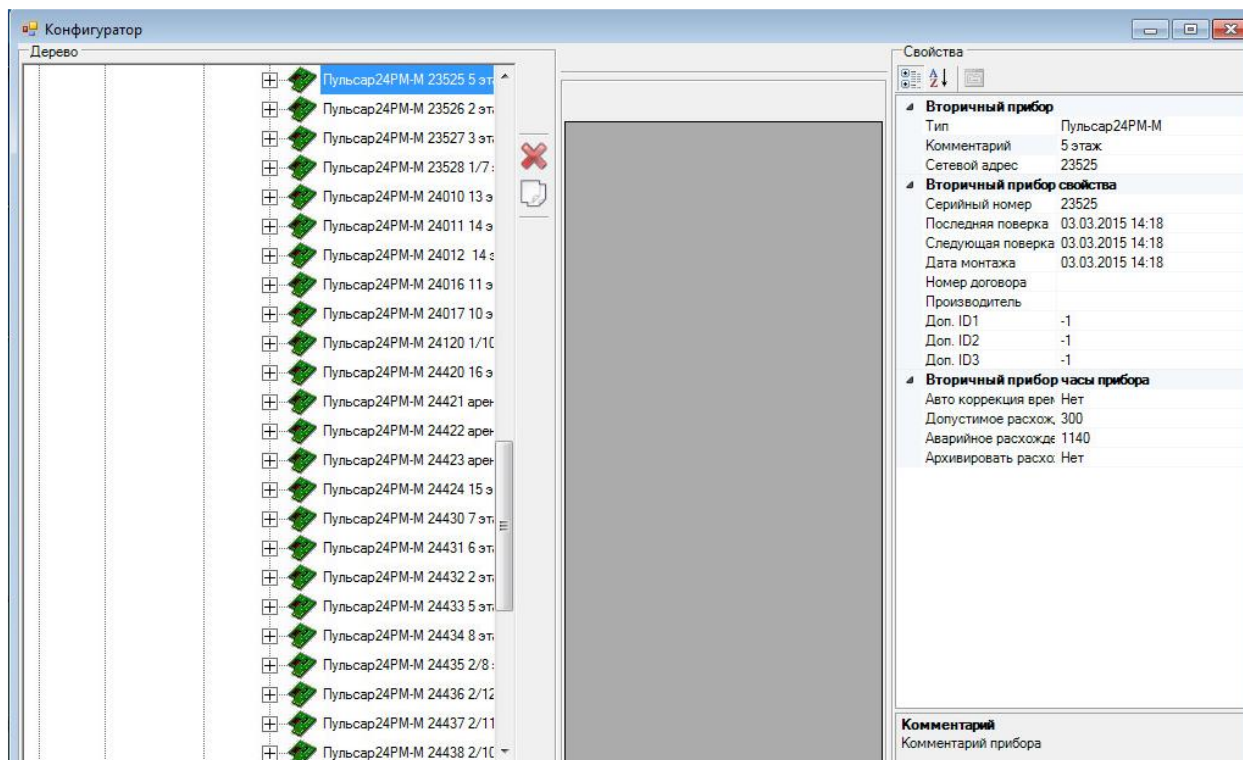 Конфигуратор
Дерево
Пульсар24РМ-М 23525 5 эт
Пульсар24РМ-М 23526 2 эт
Пульсар24РМ-М 23527 3 эт
Пульсар24РМ-М 23528 1/7
Пульсар24РМ-М 24010 13 э
Пульсар24РМ-М 24011 14 э
Пульсар24РМ-М 24012 14 э
Пульсар24РМ-М 24016 11 э
Пульсар24РМ-М 24017 10 э
Пульсар24РМ-М 24120 1/10
Пульсар24РМ-М 24420 16 э
Пульсар24РМ-М 24421 арен
Пульсар24РМ-М 24422 арен
Пульсар24РМ-М 24423 арен
Пульсар24РМ-М 24424 15 э
Пульсар24РМ-М 24430 7 эт
Пульсар24РМ-М 24431 6 эт
Пульсар24РМ-М 24432 2 эт
Пульсар24РМ-М 24433 5 эт
Пульсар24РМ-М 24434 8 эт
Пульсар24РМ-М 24435 2/8
Пульсар24РМ-М 24436 2/12
Пульсар24РМ-М 24437 2/11
Пульсар24РМ-М 24438 2/10
Свойства
Вторичный прибор
Тип Пульсар24РМ-М
Комментарий 5 этаж
Сетевой адрес 23525
Вторичный прибор свойства
Серийный номер 23525
Последняя поверка 03.03.2015 14:18
Следующая поверка 03.03.2015 14:18
Дата монтажа 03.03.2015 14:18
Номер договора
Производитель
Доп. ID1 -1
Доп. ID2 -1
Доп. ID3 -1
Вторичный прибор часы прибора
Авто коррекция врем Нет
Допустимое расхож 300
Аварийное расхожде 1140
Архивировать расхо Нет
Комментарий
Комментарий прибора